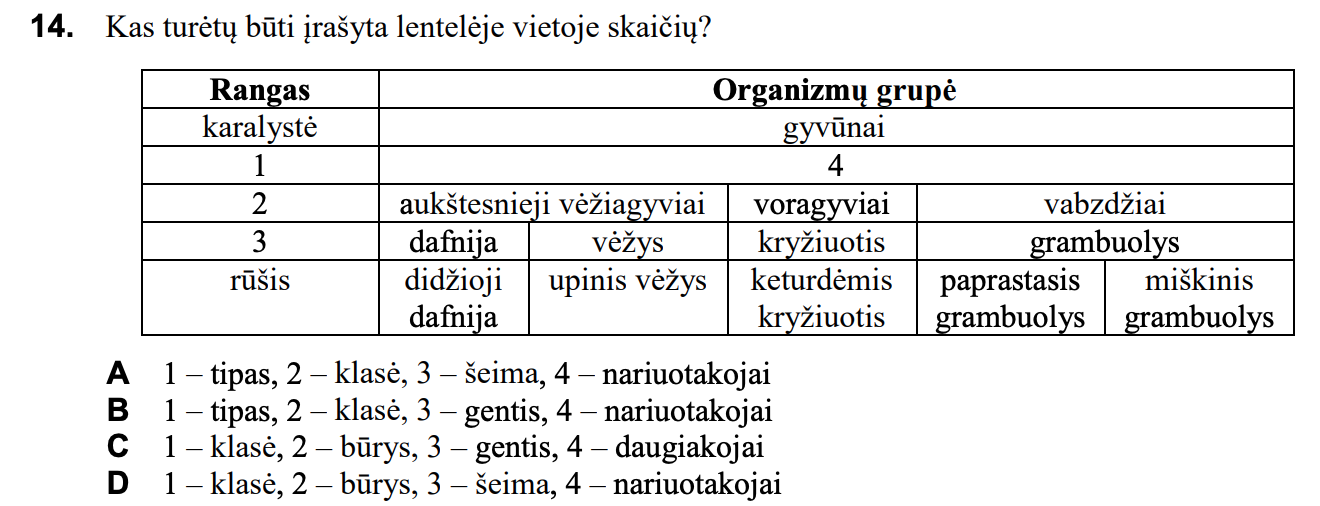 14. Kas turėtų būti įrašyta lentelėje vietoje skaičių?
Rangas Organizmų grupė
karalystė gyvūnai
1 4
2 aukštesnieji vėžiagyviai voragyviai vabzdžiai
3 dafnija vėžys kryžiuotis grambuolys
rūšis didžioji upinis vėžys keturdėmis paprastasis miškinis
dafnija kryžiuotis grambuolys grambuolys
A 1 – tipas, 2 – klasė, 3 – šeima, 4 – nariuotakojai
B 1 – tipas, 2 – klasė, 3 – gentis, 4 – nariuotakojai
C 1 – klasė, 2 – būrys, 3 – gentis, 4 – daugiakojai
D 1 – klasė, 2 – būrys, 3 – šeima, 4 – nariuotakojai